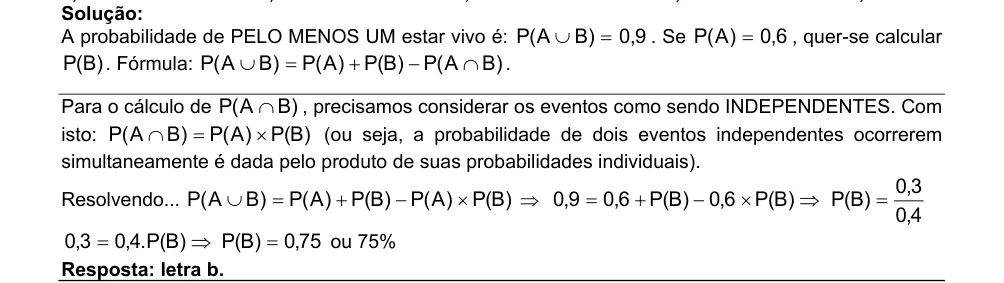 Solução:
A probabilidade de PELO MENOS UM estar vivo é: P(A ∪ B) = 0,9 . Se P(A) = 0,6 , quer-se calcular
P(B) . Fórmula: P(A ∪ B) = P(A) + P(B) − P(A ∩ B) .
Para o cálculo de P(A ∩ B) , precisamos considerar os eventos como sendo INDEPENDENTES. Com
isto: P(A ∩ B) = P(A) × P(B) (ou seja, a probabilidade de dois eventos independentes ocorrerem
simultaneamente é dada pelo produto de suas probabilidades individuais).
Resolvendo... P(A ∪ B) = P(A) + P(B) − P(A) × P(B) ⇒ 0,9 = 0,6 + P(B) − 0,6 × P(B) ⇒ P(B) = 0,3/0,4
0,3 = 0,4.P(B) ⇒ P(B) = 0,75 ou 75%
Resposta: letra b.